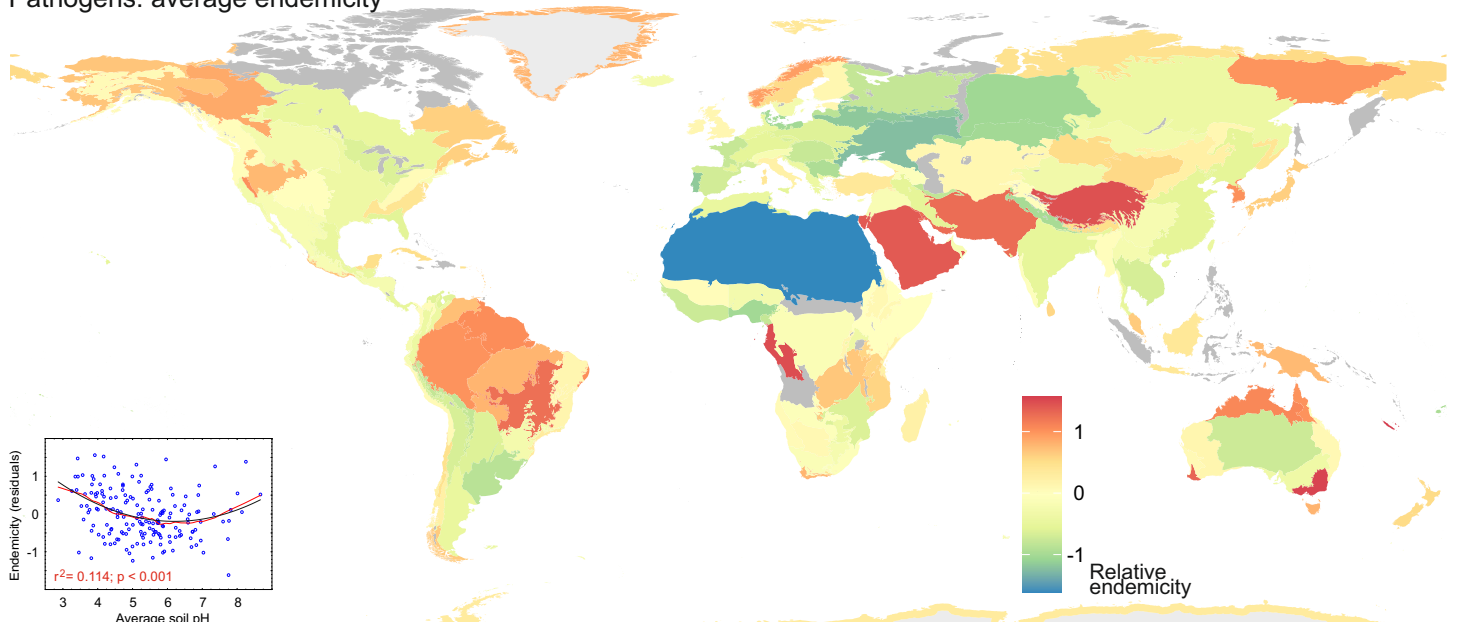 Pathogens: average endemicity
1
0
-1
Relative
endemicity
Endemicity (residuals)
1
0
-1
r²= 0.114; p < 0.001
3 4 5 6 7 8
Average soil pH